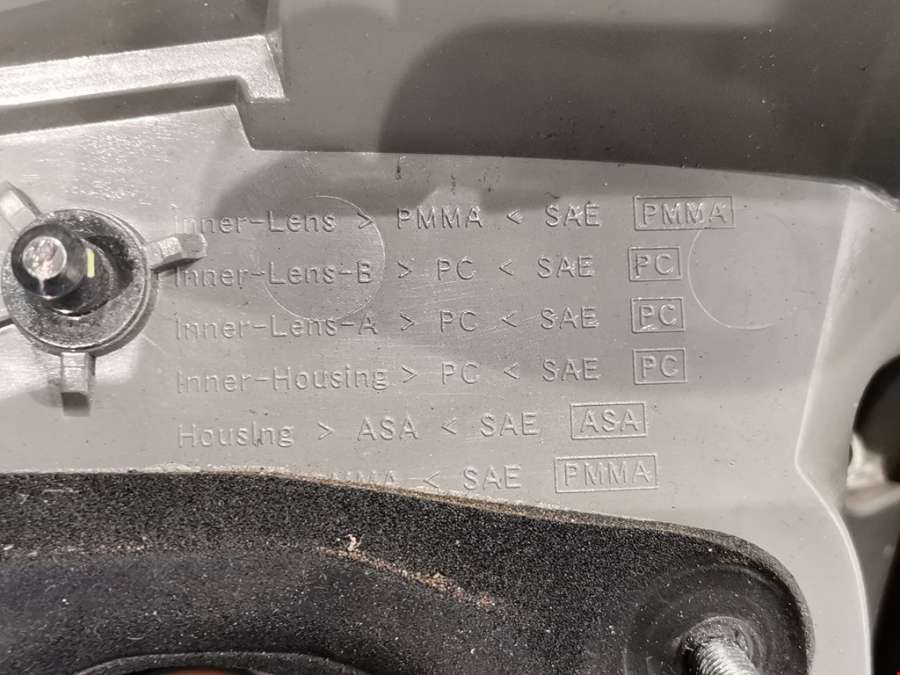 Inner-Lens > PMMA < SAE PMMA
Inner-Lens-B > PC < SAE PC
Inner-Lens-A > PC < SAE PC
Inner-Housing > PC < SAE PC
Housing > ASA < SAE ASA
PMMA < SAE PMMA